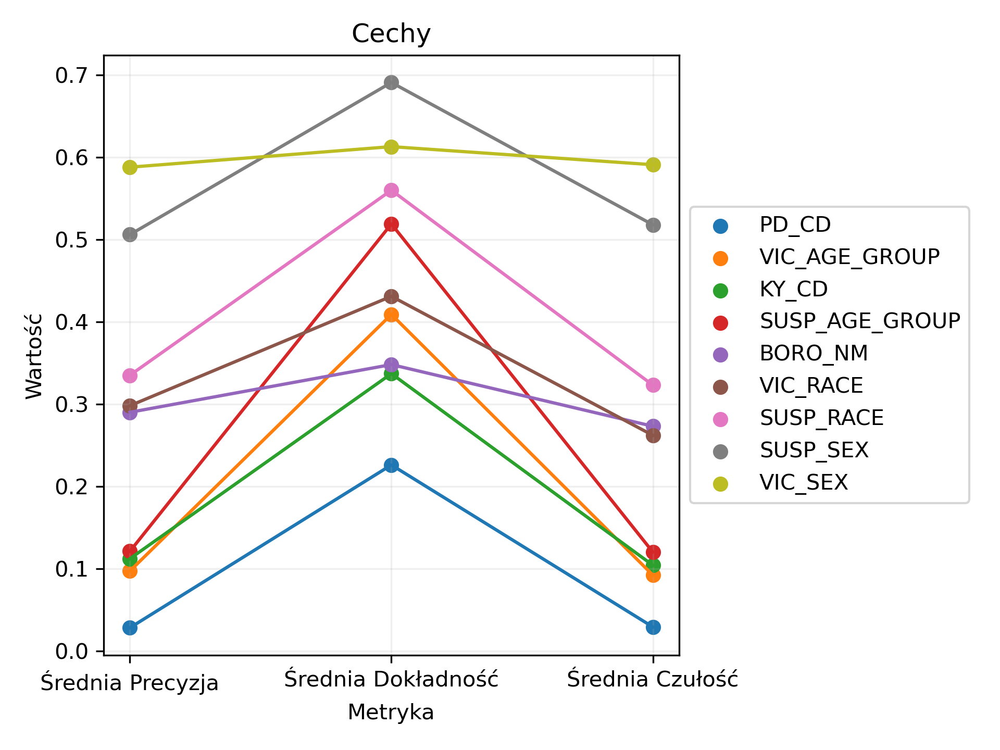 Cechy
0.7
0.6
0.5
0.4
0.3
0.2
0.1
0.0
Wartość
Średnia Precyzja
Średnia Dokładność
Średnia Czułość
Metryka
PD_CD
VIC_AGE_GROUP
KY_CD
SUSP_AGE_GROUP
BORO_NM
VIC_RACE
SUSP_RACE
SUSP_SEX
VIC_SEX